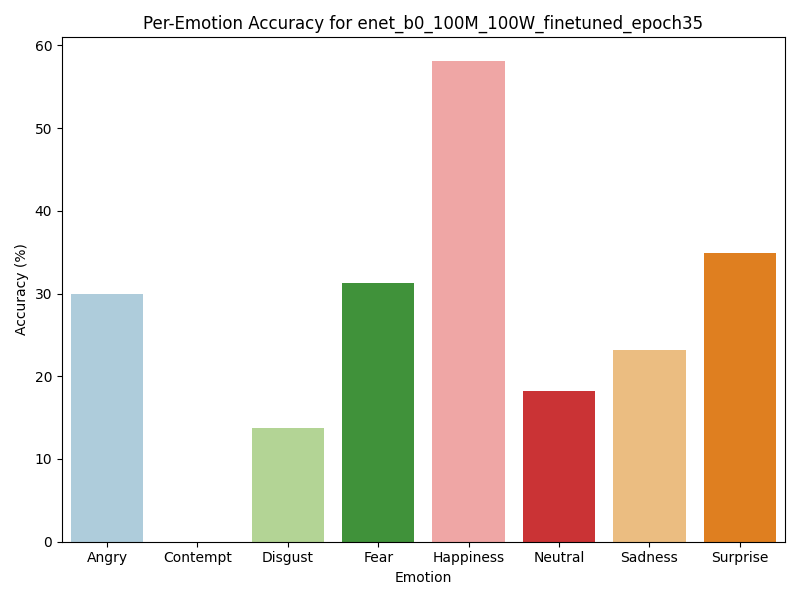 Per-Emotion Accuracy for enet_b0_100M_100W_finetuned_epoch35
60
50
40
30
20
10
0
Accuracy (%)
Angry Contempt Disgust Fear Happiness Neutral Sadness Surprise
Emotion